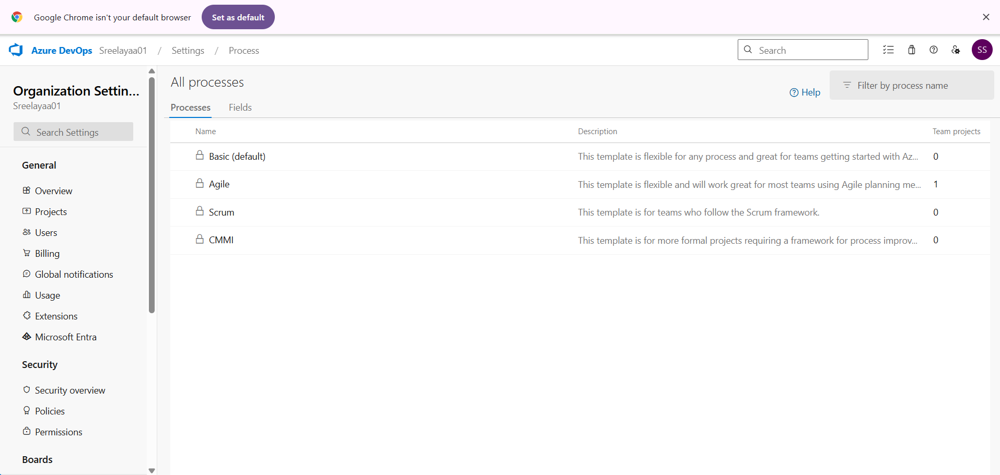 Google Chrome isn't your default browser
Set as default
Azure DevOps Sreelayaa01 / Settings / Process
Search
SS
Organization Settin...
Sreelayaa01
Search Settings
General
Overview
Projects
Users
Billing
Global notifications
Usage
Extensions
Microsoft Entra
Security
Security overview
Policies
Permissions
Boards
All processes
Help
Filter by process name
Processes Fields
Name Description Team projects
Basic (default) This template is flexible for any process and great for teams getting started with Az... 0
Agile This template is flexible and will work great for most teams using Agile planning me... 1
Scrum This template is for teams who follow the Scrum framework. 0
CMMI This template is for more formal projects requiring a framework for process improv... 0